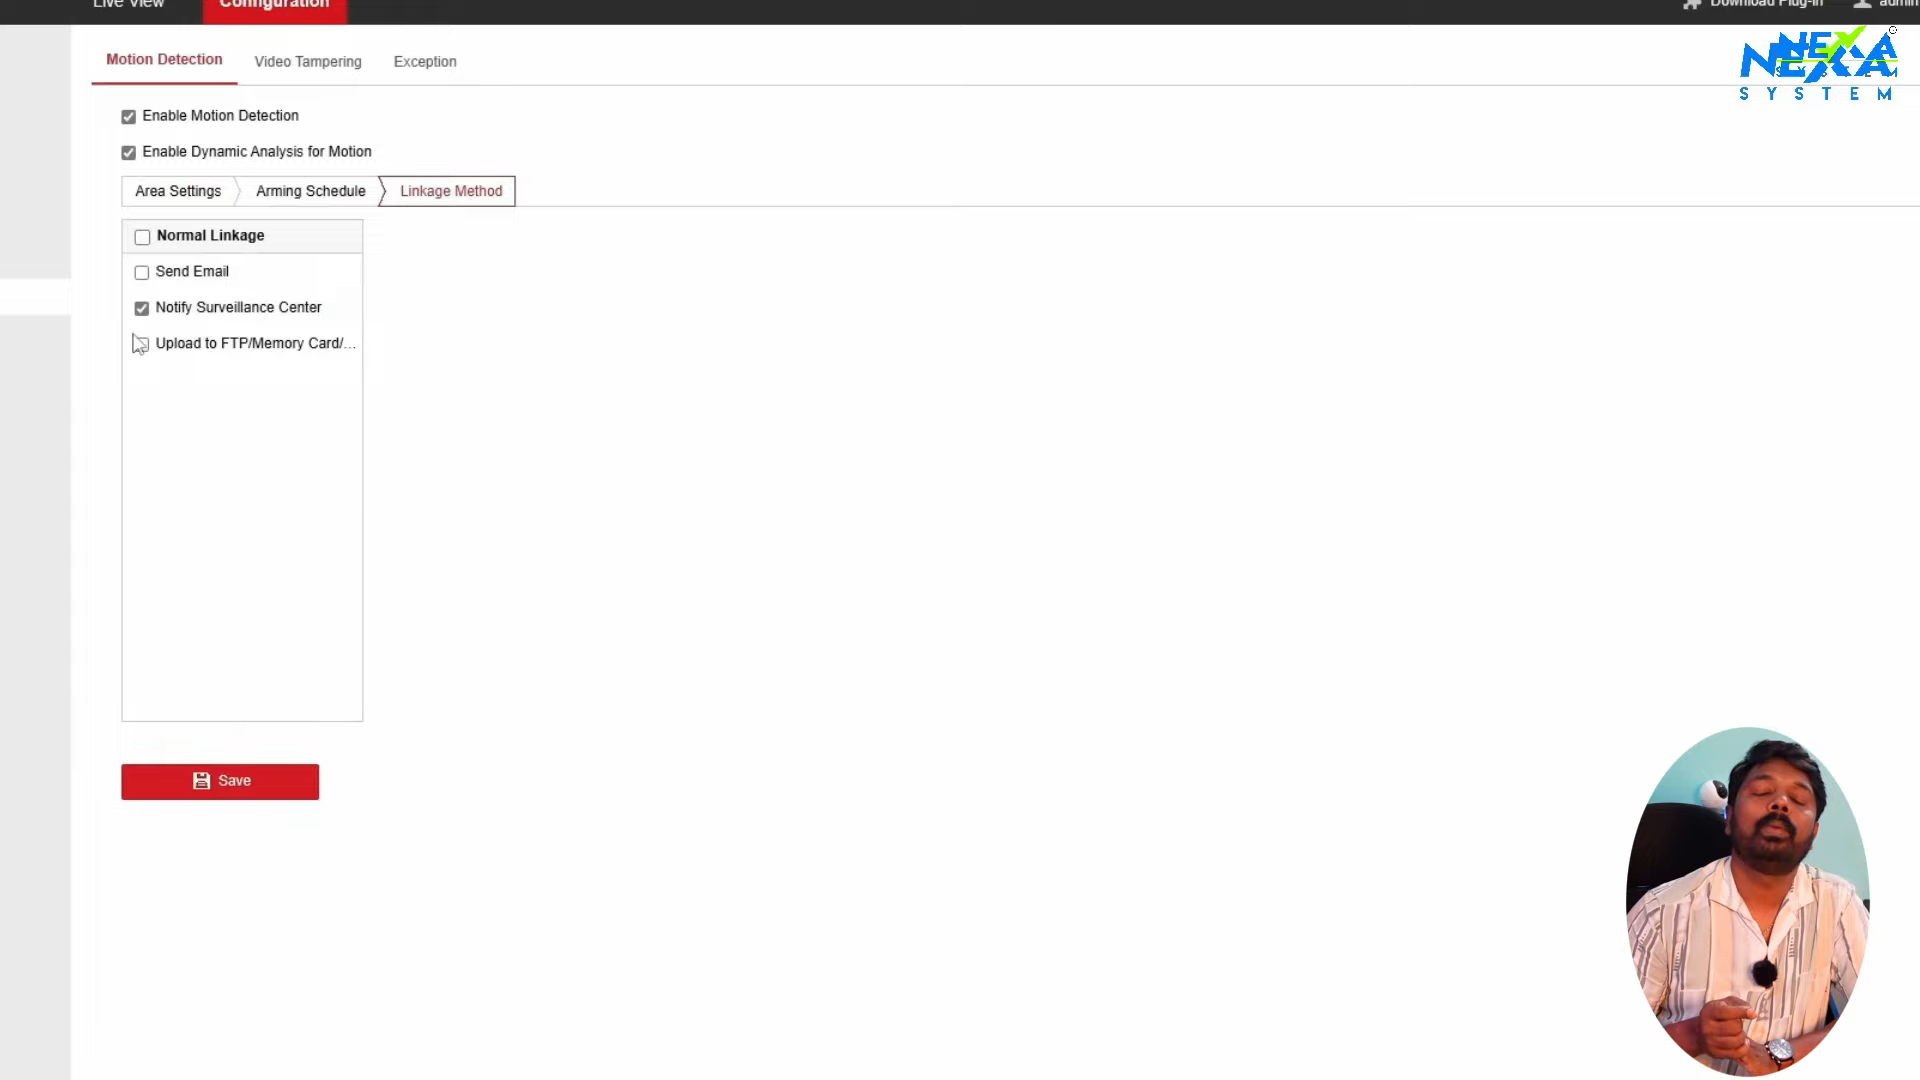 Live View Configuration Download Plug-in admin
Motion Detection Video Tampering Exception
NEXA
SYSTEM
Enable Motion Detection
Enable Dynamic Analysis for Motion
Area Settings Arming Schedule Linkage Method
Normal Linkage
Send Email
Notify Surveillance Center
Upload to FTP/Memory Card/...
Save